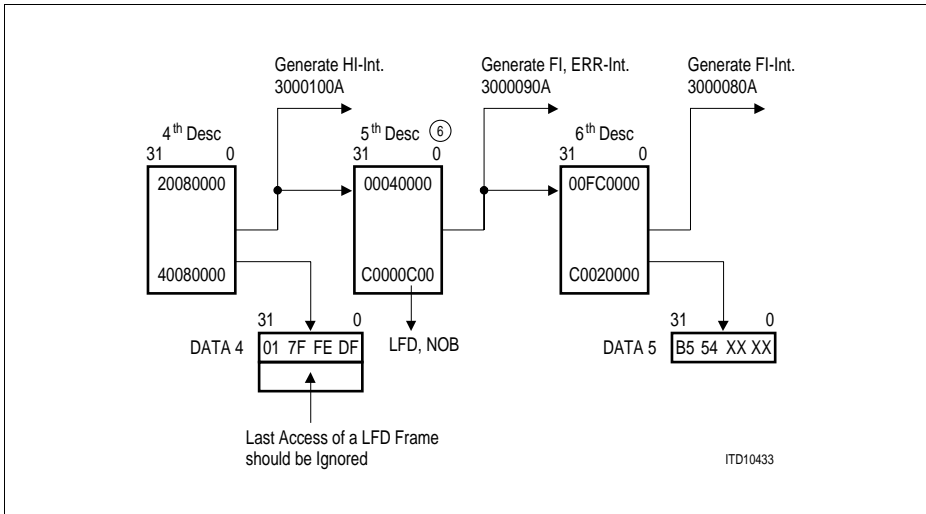 Generate HI-Int.
3000100A
Generate FI, ERR-Int.
3000090A
Generate FI-Int.
3000080A
4th Desc
31 0
5th Desc 6
31 0
6th Desc
31 0
20080000
00040000
00FC0000
40080000
C0000C00
C0020000
31 0
LFD, NOB
31 0
DATA 4
01 7F FE DF
DATA 5
B5 54 XX XX
Last Access of a LFD Frame
should be Ignored
ITD10433